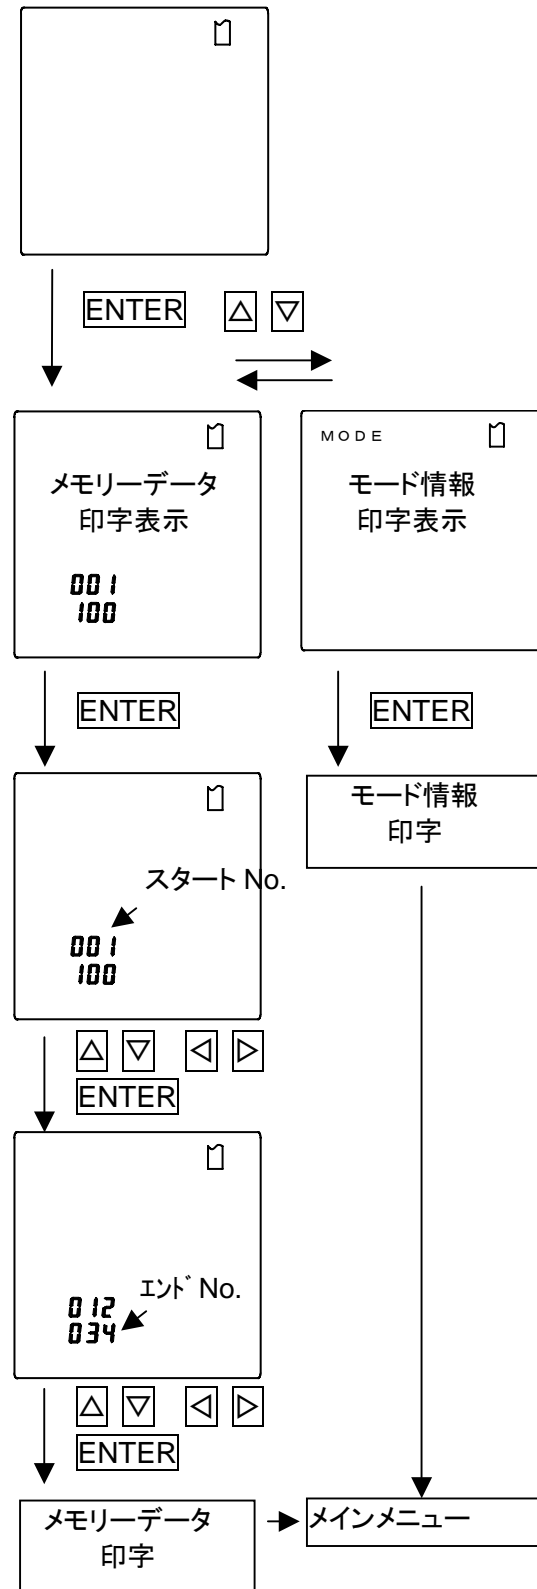 ENTER △ ▽
メモリーデータ
印字表示
001
100
MODE
モード情報
印字表示
ENTER
ENTER
スタート No.
001
100
モード情報
印字
△ ▽ ◁ ▷
ENTER
エンド No.
012
034
△ ▽ ◁ ▷
ENTER
メモリーデータ
印字
メインメニュー